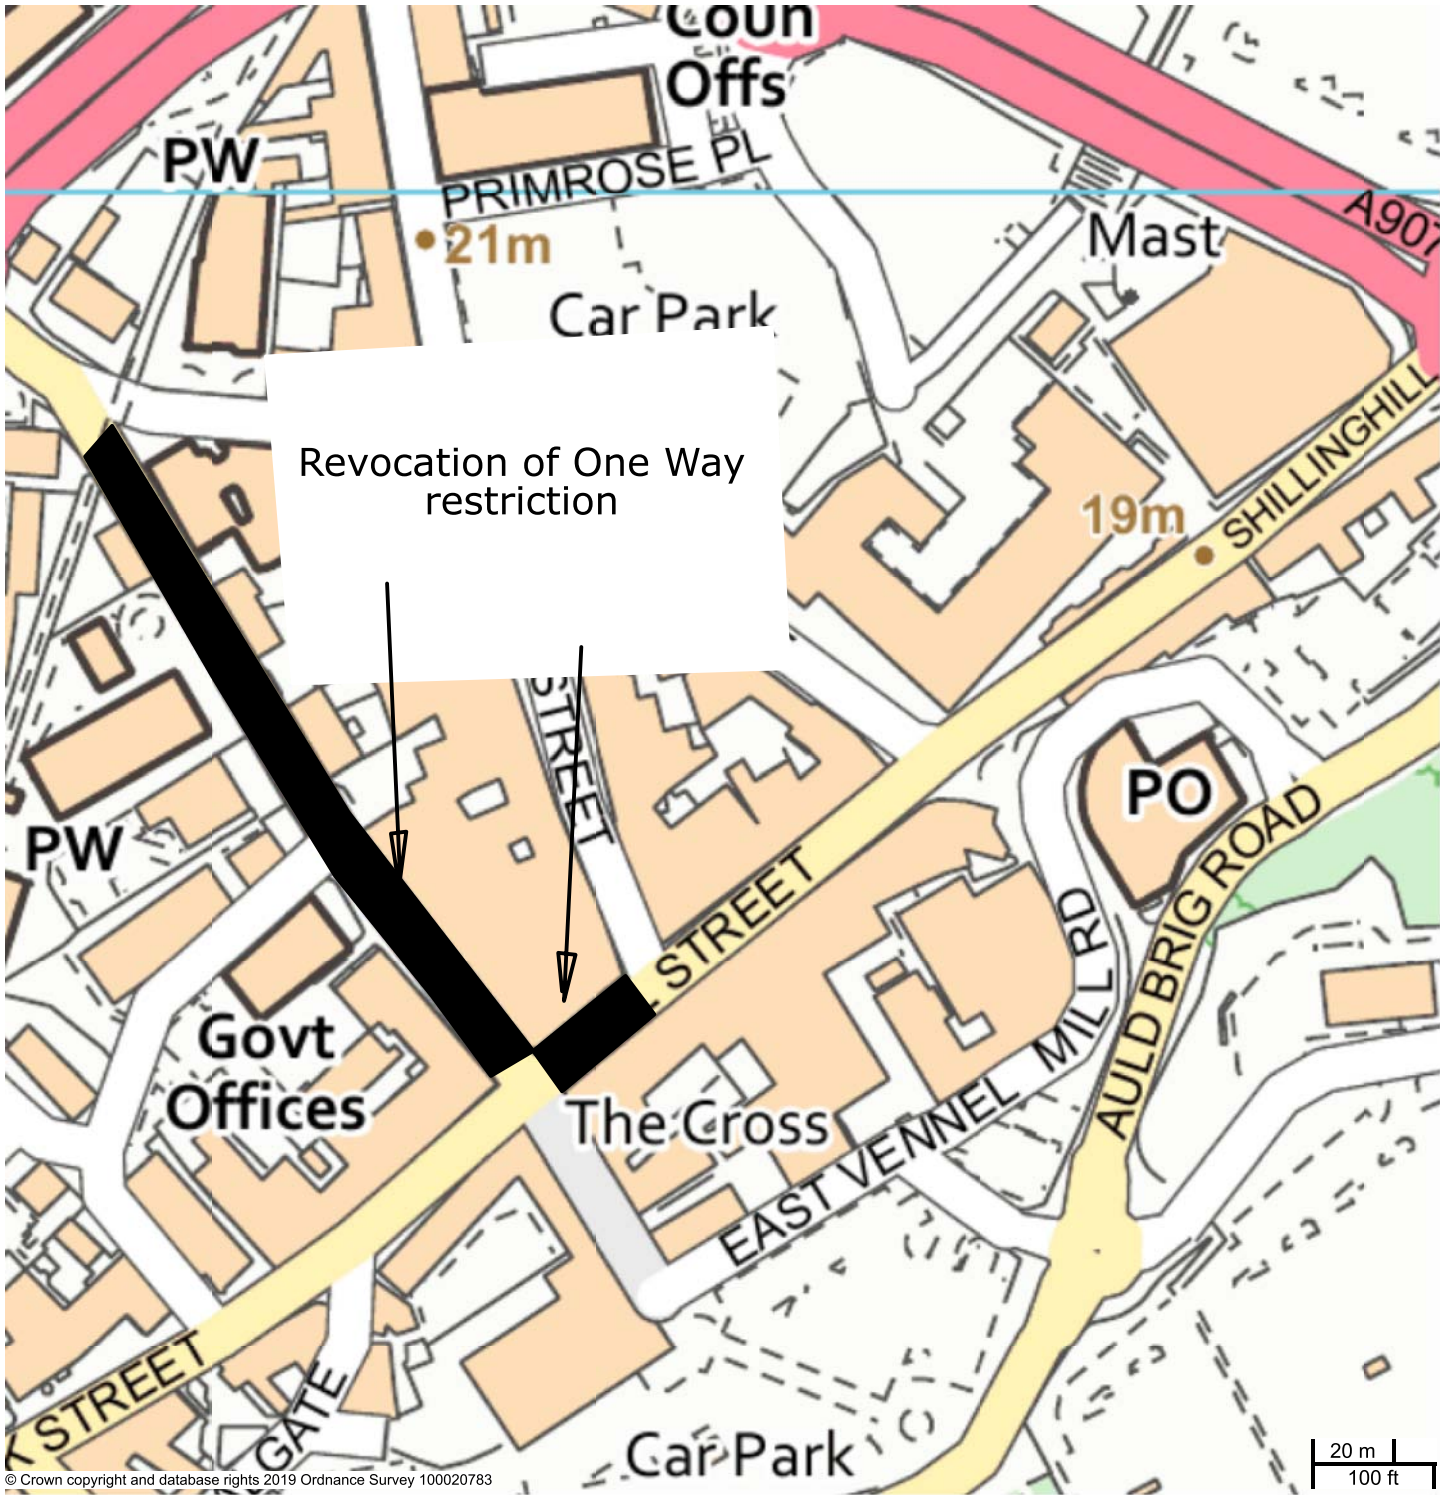 Coun
Offs
PW
PRIMROSE PL
21m
A907
Mast
Car Park
Revocation of One Way
restriction
19m
SHILLINGHILL
STREET
PO
PW
STREET
AULD BRIG ROAD
MILL RD
Govt
Offices
The Cross
EAST VENNEL
K STREET
GATE
Car Park
20 m
100 ft
© Crown copyright and database rights 2019 Ordnance Survey 100020783